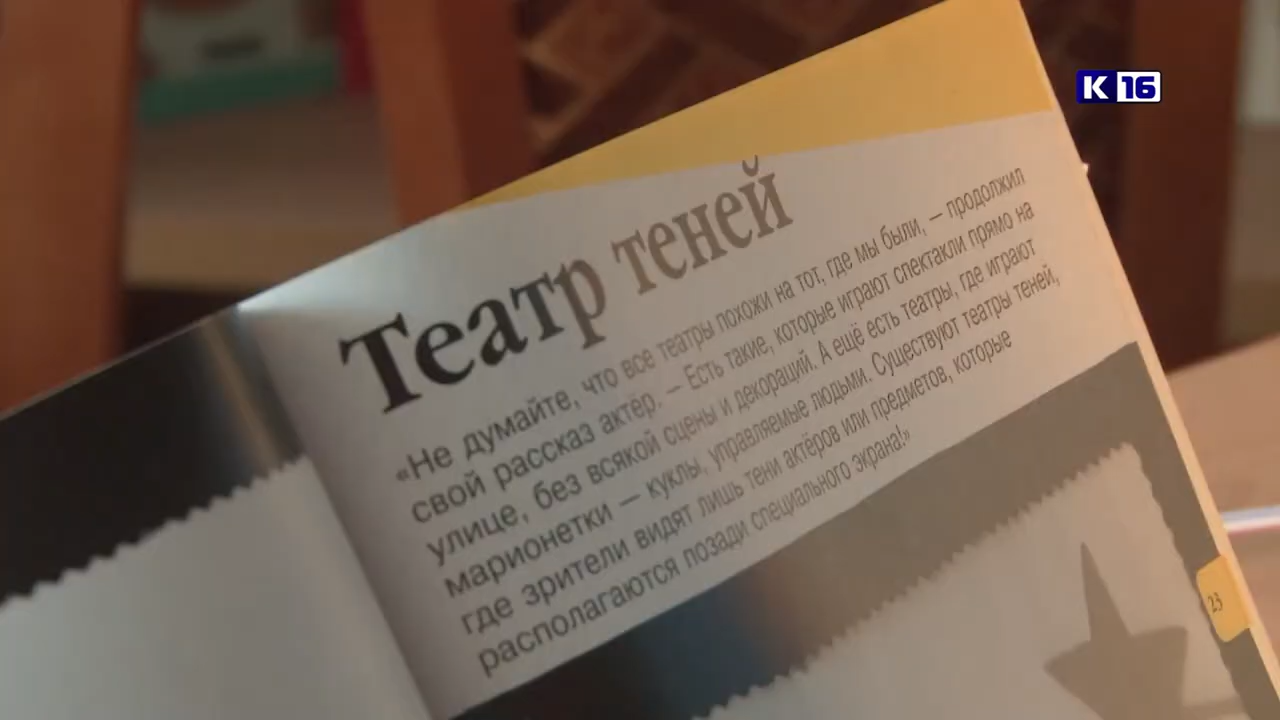 К 16
Театр теней
«Не думайте, что все театры похожи на тот, где мы были, — продолжил
свой рассказ актёр. — Есть такие, которые играют спектакли прямо на
улице, без всякой сцены и декораций. А ещё есть театры, где играют
марионетки — куклы, управляемые людьми. Существуют театры теней,
где зрители видят лишь тени актёров или предметов, которые
располагаются позади специального экрана!»
23